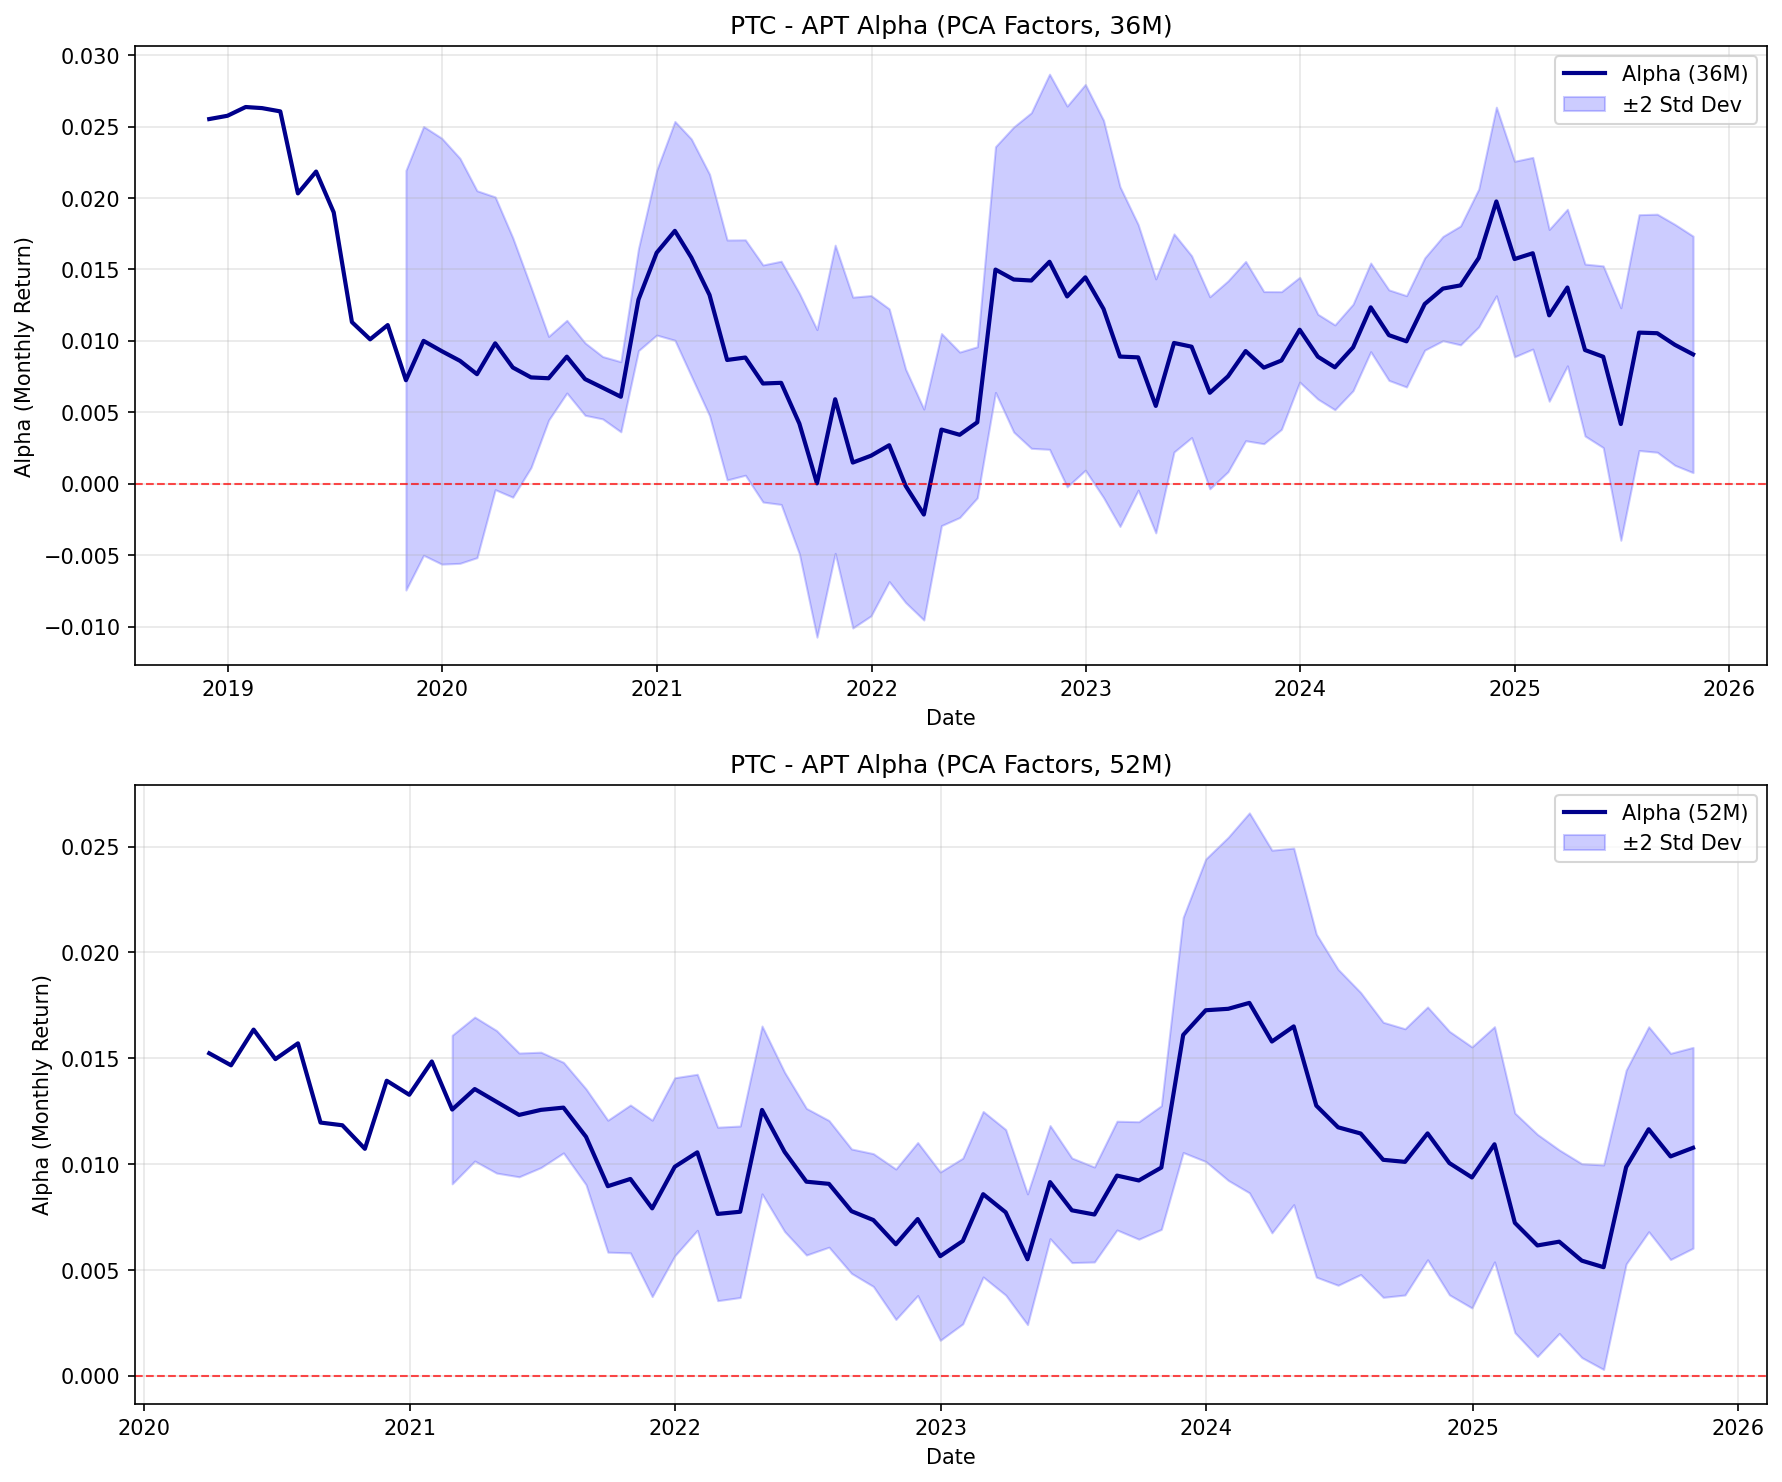 PTC - APT Alpha (PCA Factors, 36M)
Alpha (Monthly Return)
0.030
0.025
0.020
0.015
0.010
0.005
0.000
−0.005
−0.010
Alpha (36M)
±2 Std Dev
2019 2020 2021 2022 2023 2024 2025 2026
Date
PTC - APT Alpha (PCA Factors, 52M)
Alpha (Monthly Return)
0.025
0.020
0.015
0.010
0.005
0.000
Alpha (52M)
±2 Std Dev
2020 2021 2022 2023 2024 2025 2026
Date